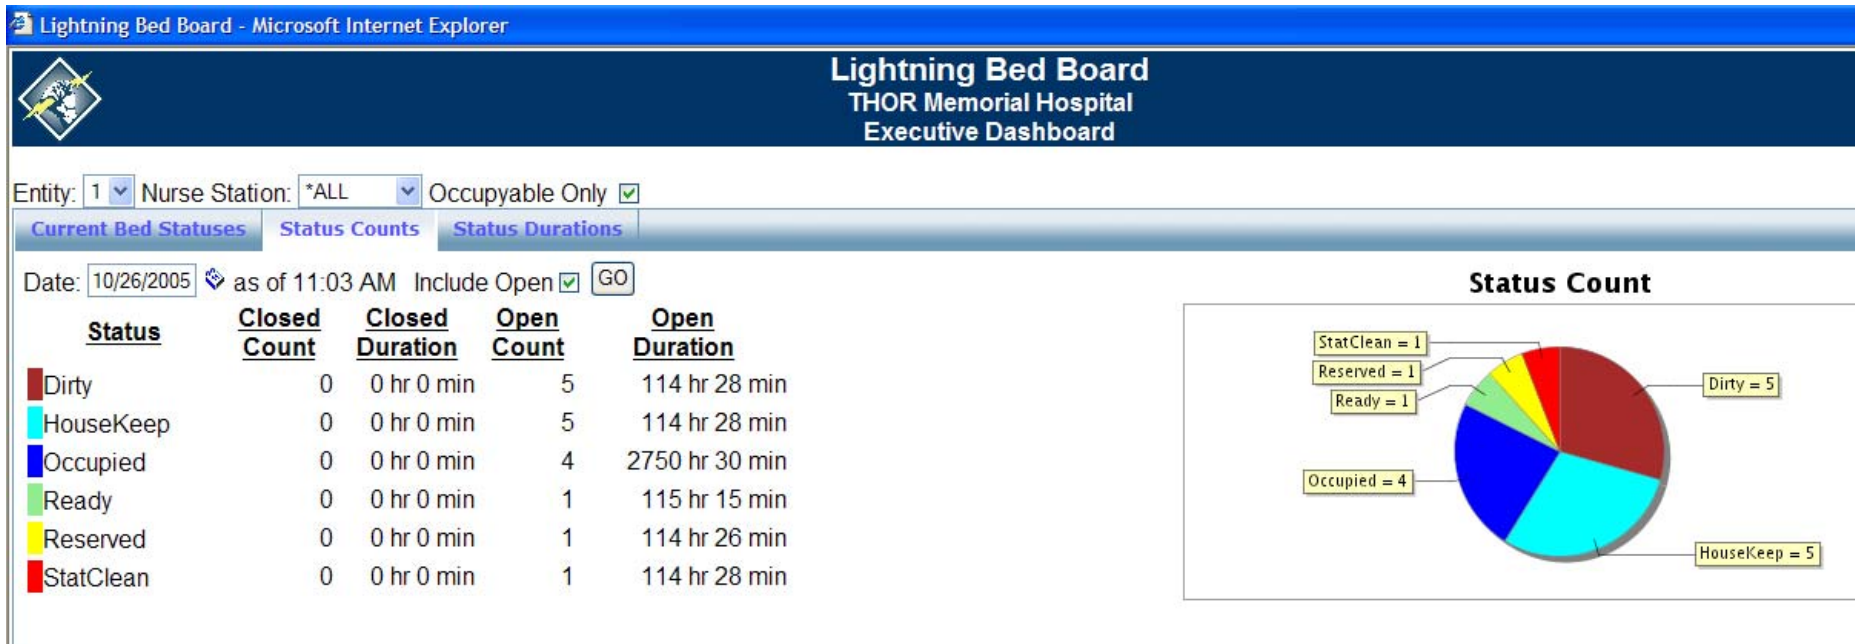 Lightning Bed Board - Microsoft Internet Explorer
Lightning Bed Board
THOR Memorial Hospital
Executive Dashboard
Entity: 1 Nurse Station: *ALL Occupyable Only
Current Bed Statuses Status Counts Status Durations
Date: 10/26/2005 as of 11:03 AM Include Open GO
Status Closed Count Closed Duration Open Count Open Duration
Dirty 0 0 hr 0 min 5 114 hr 28 min
HouseKeep 0 0 hr 0 min 5 114 hr 28 min
Occupied 0 0 hr 0 min 4 2750 hr 30 min
Ready 0 0 hr 0 min 1 115 hr 15 min
Reserved 0 0 hr 0 min 1 114 hr 26 min
StatClean 0 0 hr 0 min 1 114 hr 28 min
Status Count
StatClean = 1
Reserved = 1
Ready = 1
Dirty = 5
Occupied = 4
HouseKeep = 5